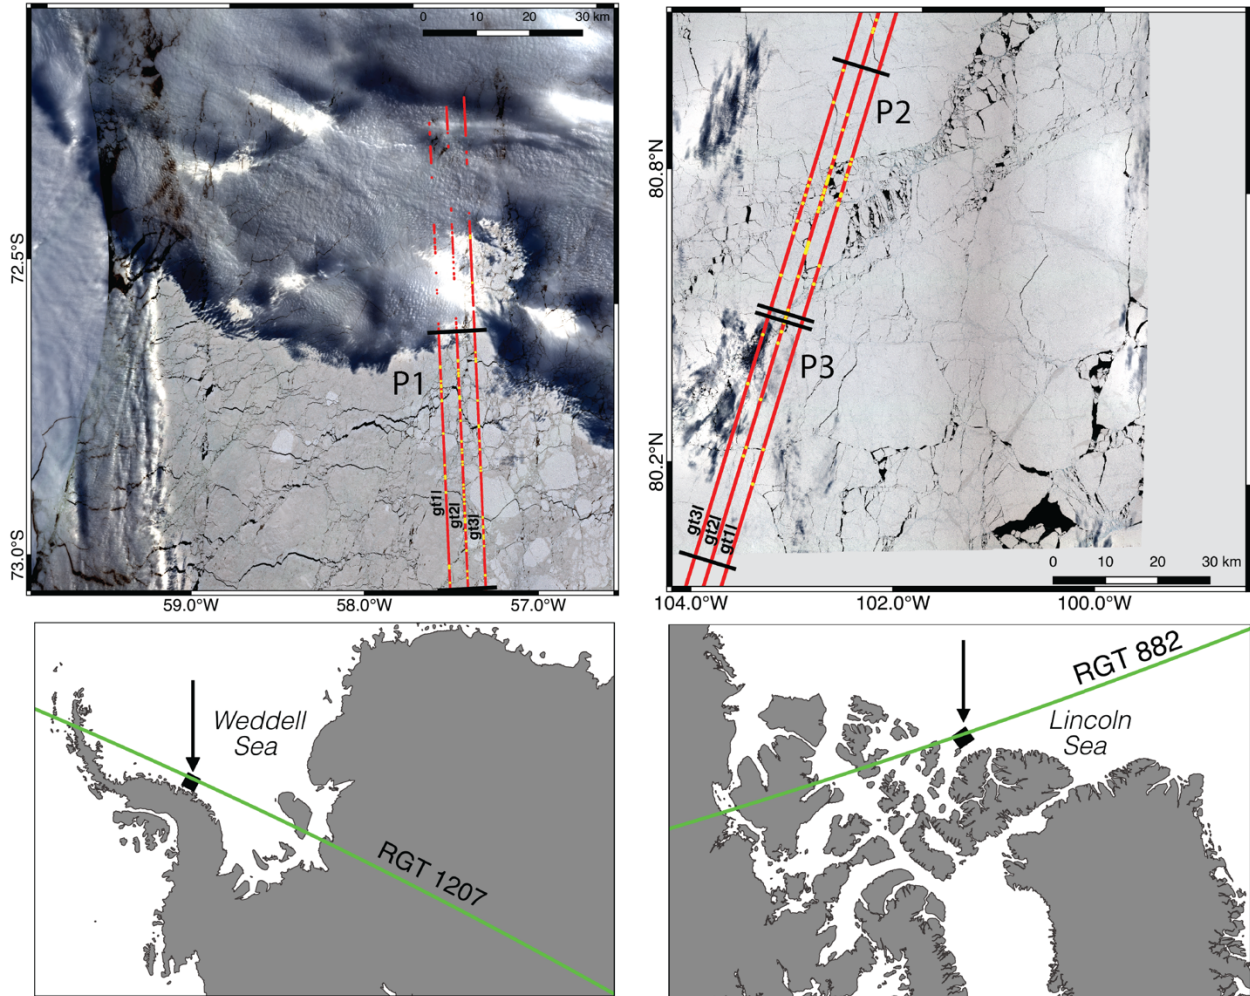 0 10 20 30 km
72.5°S
73.0°S
P1
gt1l
gt2l
gt3l
59.0°W 58.0°W 57.0°W
80.8°N
80.2°N
P2
P3
gt3l
gt2l
gt1l
0 10 20 30 km
104.0°W 102.0°W 100.0°W
Weddell
Sea
RGT 1207
RGT 882
Lincoln
Sea